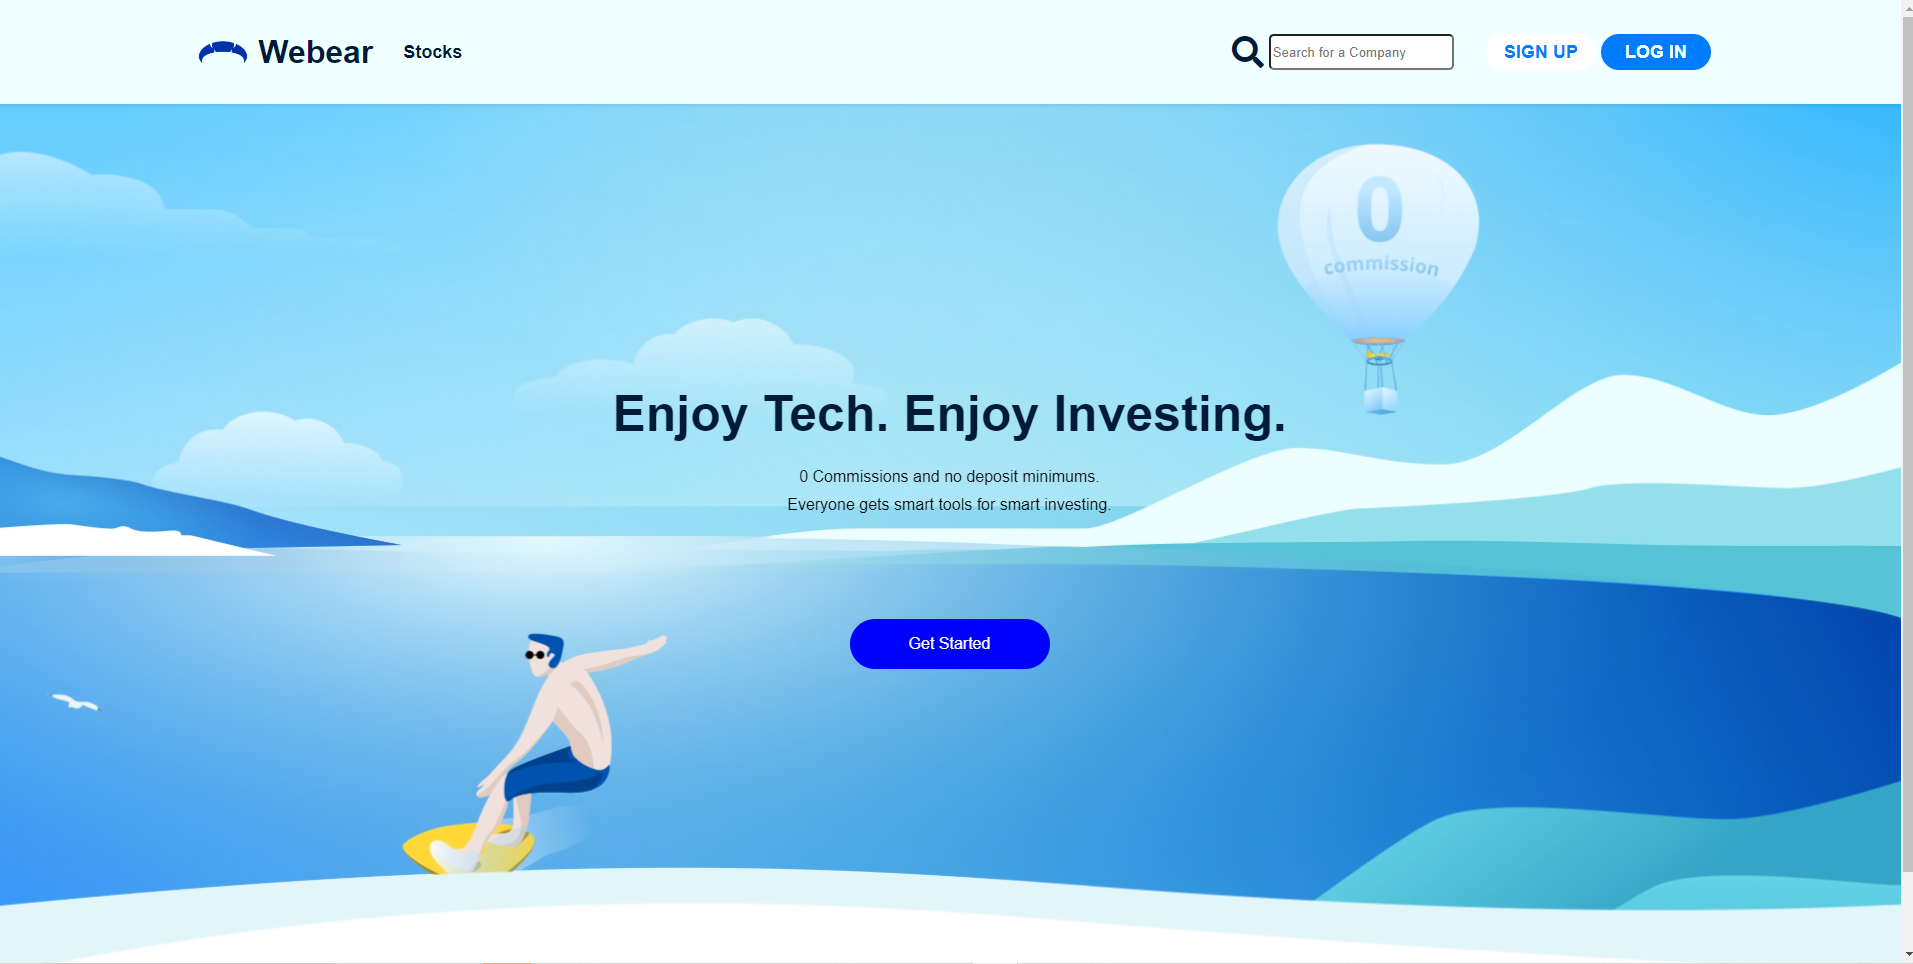 Webear
Stocks
Search for a Company
SIGN UP
LOG IN
0
commission
Enjoy Tech. Enjoy Investing.
0 Commissions and no deposit minimums.
Everyone gets smart tools for smart investing.
Get Started